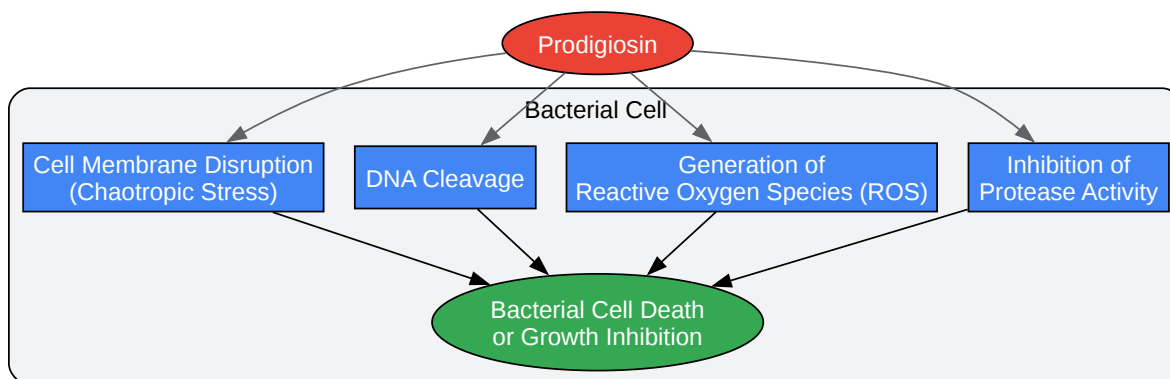 Prodigiosin
Bacterial Cell
Cell Membrane Disruption
(Chaotropic Stress)
DNA Cleavage
Generation of
Reactive Oxygen Species (ROS)
Inhibition of
Protease Activity
Bacterial Cell Death
or Growth Inhibition